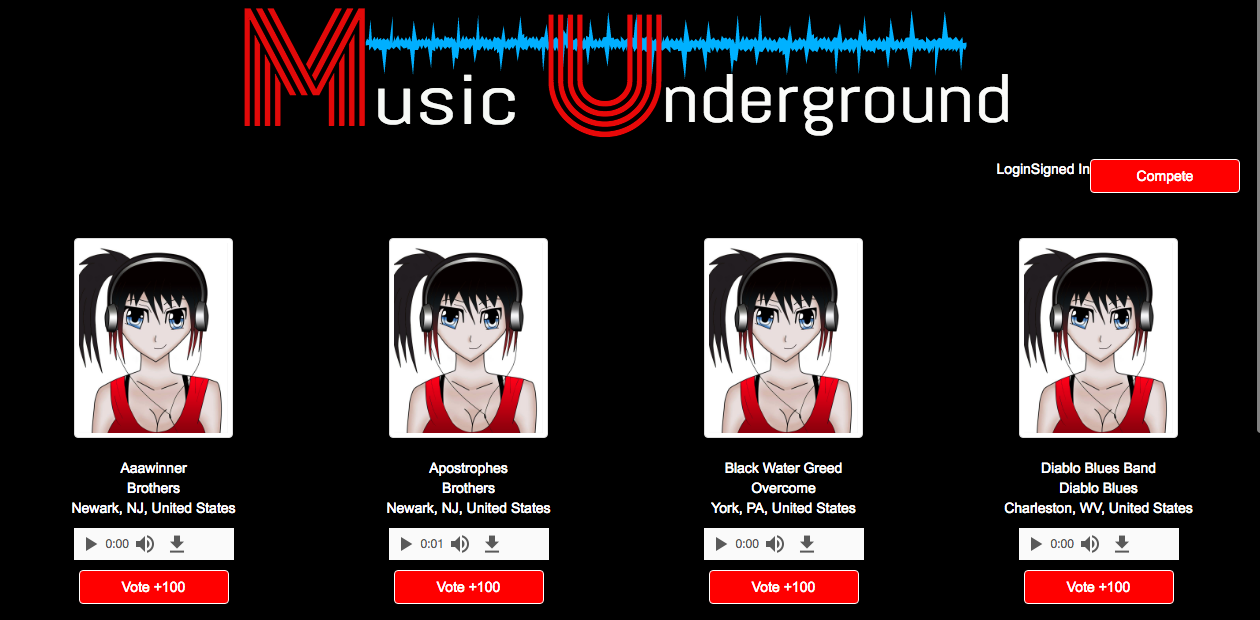 Music Underground
LoginSigned In Compete
Aaawinner
Brothers
Newark, NJ, United States
0:00
Vote +100
Apostrophes
Brothers
Newark, NJ, United States
0:01
Vote +100
Black Water Greed
Overcome
York, PA, United States
0:00
Vote +100
Diablo Blues Band
Diablo Blues
Charleston, WV, United States
0:00
Vote +100